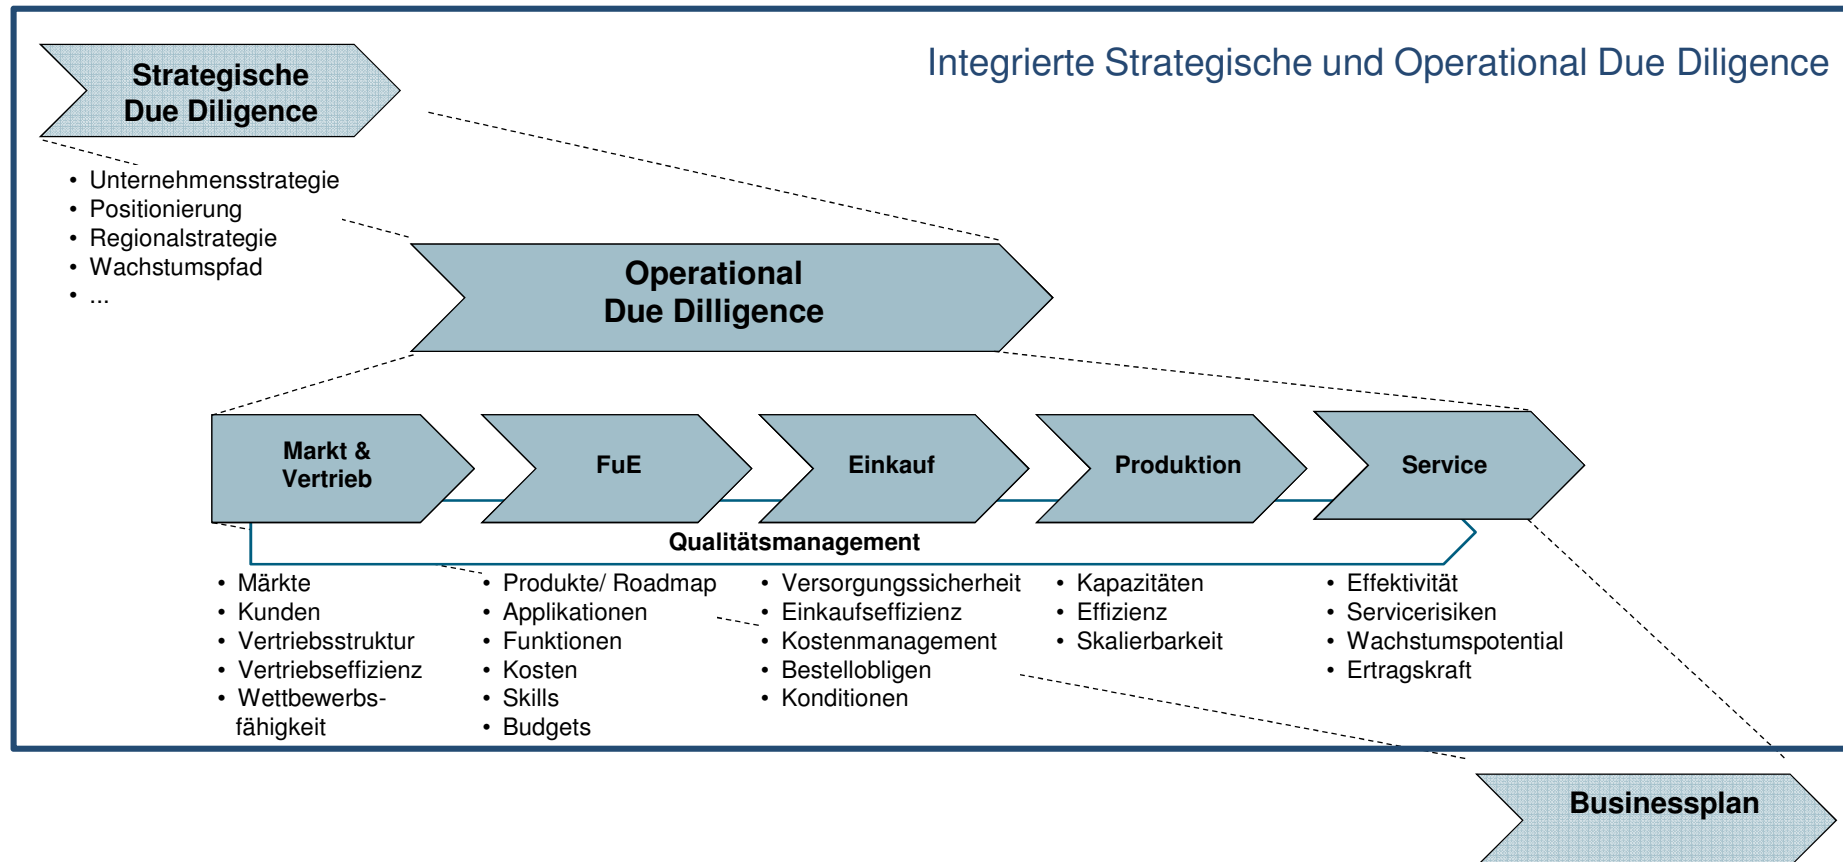 Integrierte Strategische und Operational Due Diligence
Strategische
Due Diligence
• Unternehmensstrategie
• Positionierung
• Regionalstrategie
• Wachstumspfad
• ...
Operational
Due Dilligence
Markt &
Vertrieb
FuE
Einkauf
Produktion
Service
Qualitätsmanagement
• Märkte
• Kunden
• Vertriebsstruktur
• Vertriebseffizienz
• Wettbewerbs-
fähigkeit
• Produkte/ Roadmap
• Applikationen
• Funktionen
• Kosten
• Skills
• Budgets
• Versorgungssicherheit
• Einkaufseffizienz
• Kostenmanagement
• Bestellobligen
• Konditionen
• Kapazitäten
• Effizienz
• Skalierbarkeit
• Effektivität
• Servicerisiken
• Wachstumspotential
• Ertragskraft
Businessplan